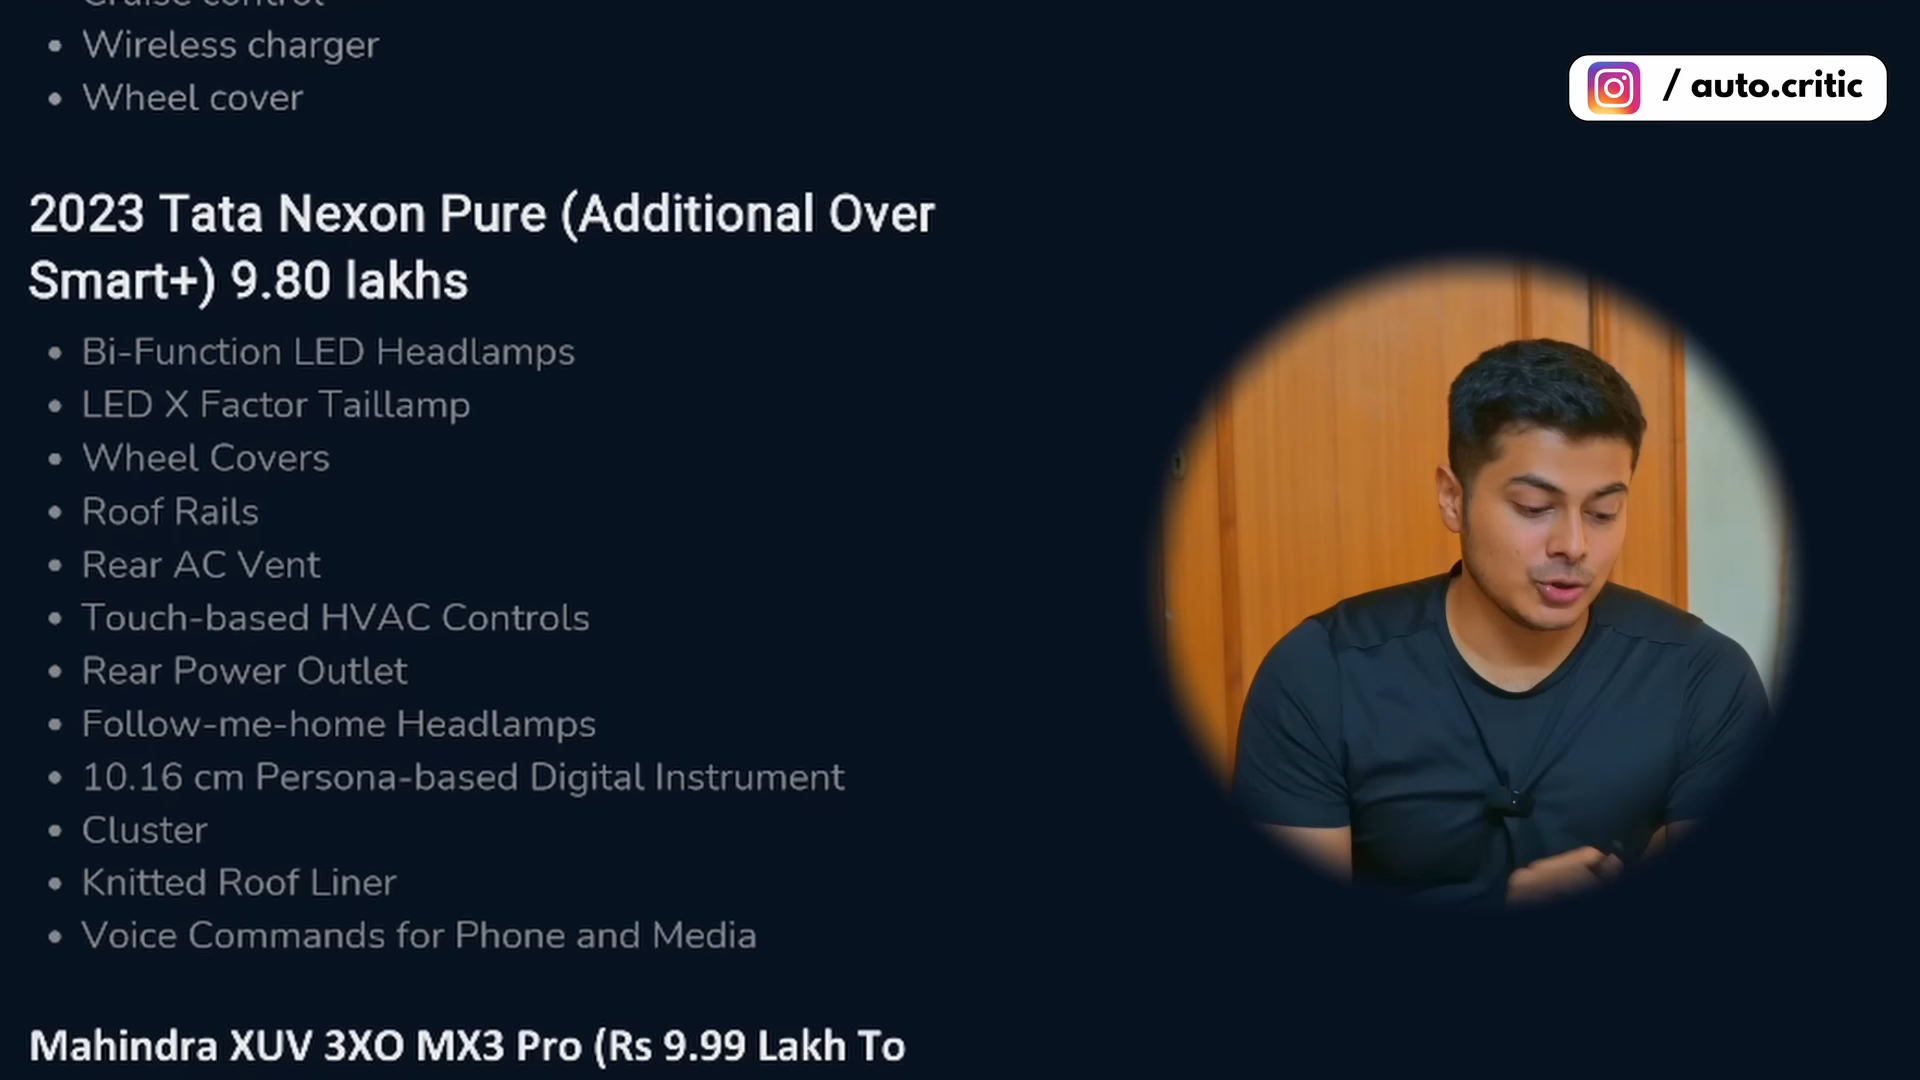 Cruise control
• Wireless charger
• Wheel cover
/ auto.critic
2023 Tata Nexon Pure (Additional Over
Smart+) 9.80 lakhs
• Bi-Function LED Headlamps
• LED X Factor Taillamp
• Wheel Covers
• Roof Rails
• Rear AC Vent
• Touch-based HVAC Controls
• Rear Power Outlet
• Follow-me-home Headlamps
• 10.16 cm Persona-based Digital Instrument
• Cluster
• Knitted Roof Liner
• Voice Commands for Phone and Media
Mahindra XUV 3XO MX3 Pro (Rs 9.99 Lakh To